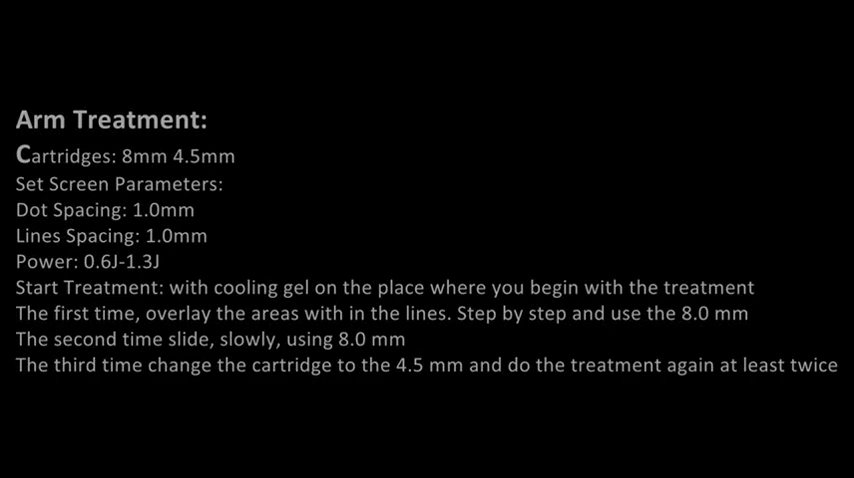 Arm Treatment:
Cartridges: 8mm 4.5mm
Set Screen Parameters:
Dot Spacing: 1.0mm
Lines Spacing: 1.0mm
Power: 0.6J-1.3J
Start Treatment: with cooling gel on the place where you begin with the treatment
The first time, overlay the areas with in the lines. Step by step and use the 8.0 mm
The second time slide, slowly, using 8.0 mm
The third time change the cartridge to the 4.5 mm and do the treatment again at least twice